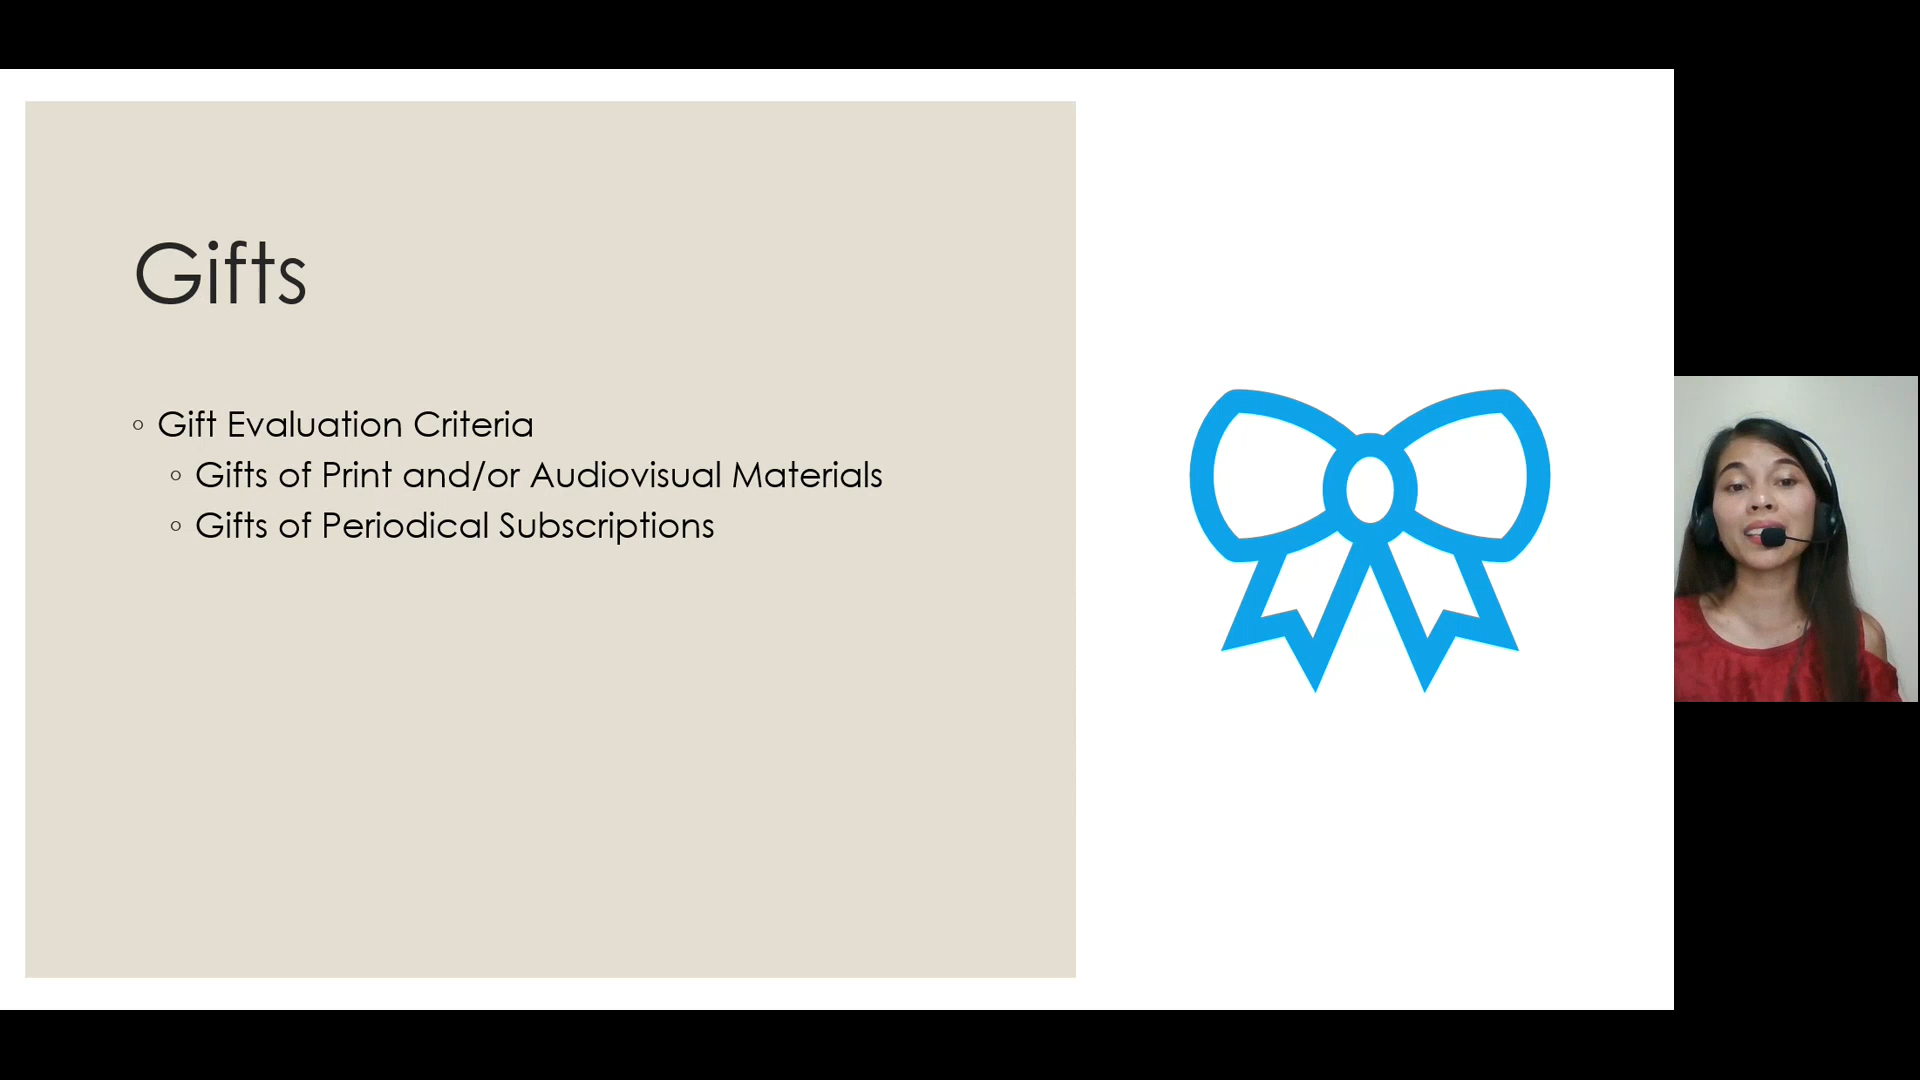 Gifts
◦ Gift Evaluation Criteria
◦ Gifts of Print and/or Audiovisual Materials
◦ Gifts of Periodical Subscriptions